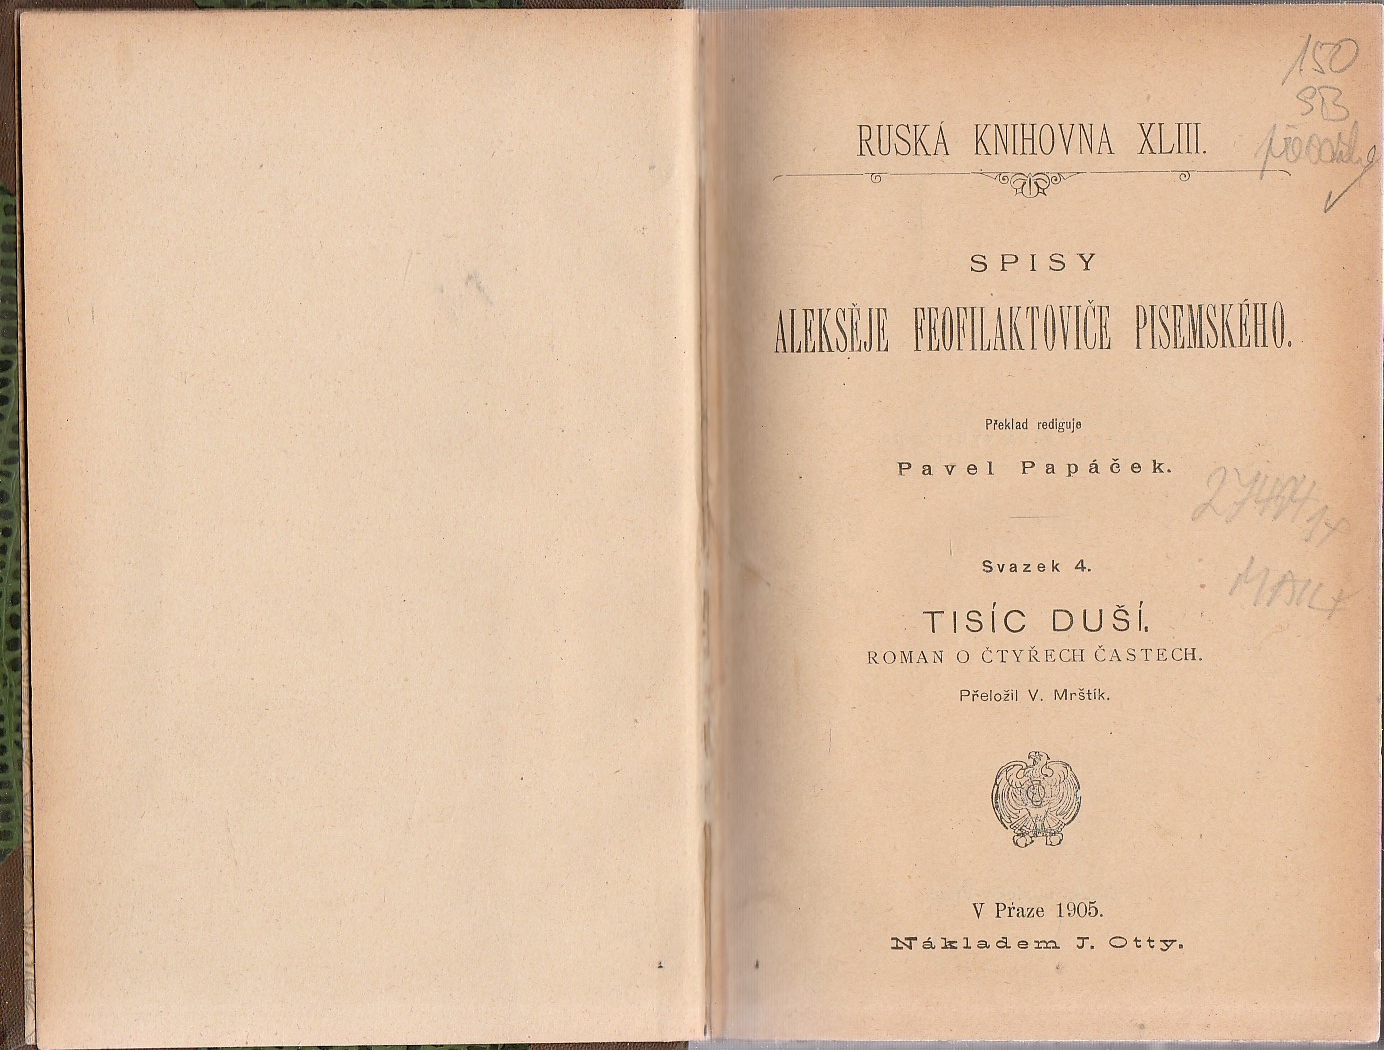 150
SB
RUSKÁ KNIHOVNA XLIII.
SPISY
ALEKSĚJE FEOFILAKTOVIČE PISEMSKÉHO.
Překlad rediguje
Pavel Papáček.
Svazek 4.
TISÍC DUŠÍ.
ROMAN O ČTYŘECH ČASTECH.
Přeložil V. Mrštík.
V Praze 1905.
Nákladem J. Otty.